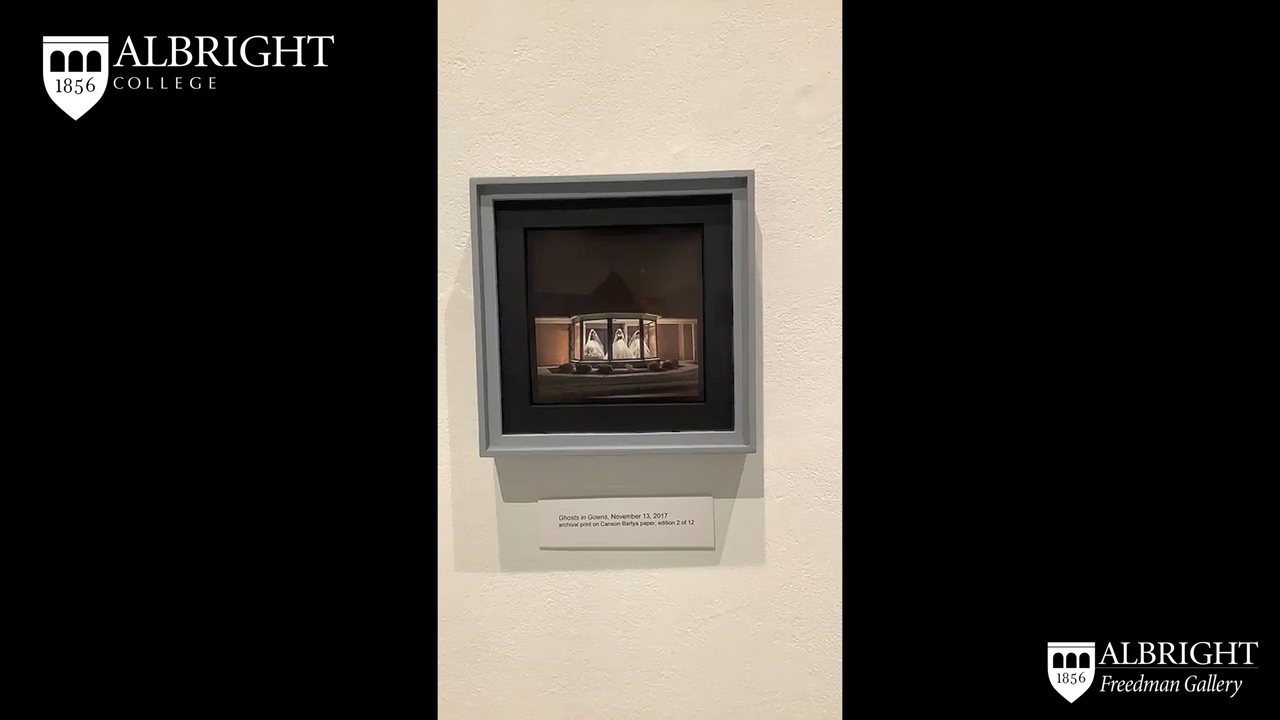 ALBRIGHT
COLLEGE
1856
Ghosts in Gowns, November 13, 2017
archival print on Canson Barlya paper, edition 2 of 12
ALBRIGHT
1856
Freedman Gallery